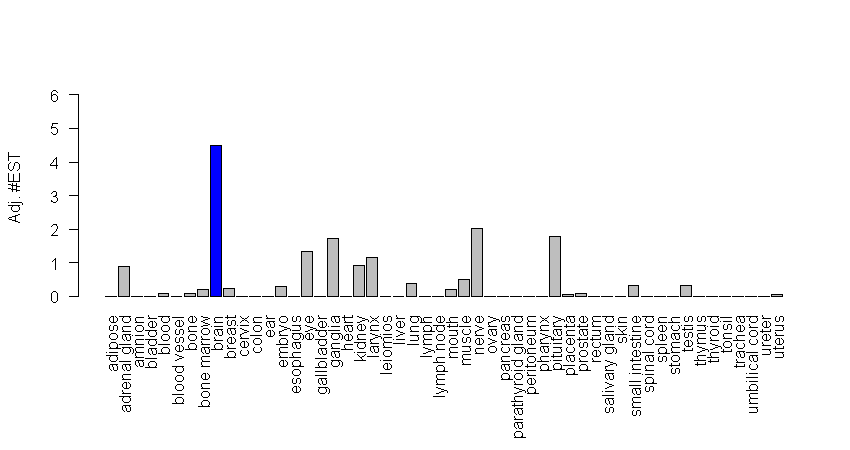 6
5
4
3
2
1
0
Adj. #EST
adipose
adrenal gland
amnion
bladder
blood
blood vessel
bone
bone marrow
brain
breast
cervix
colon
ear
embryo
esophagus
eye
gallbladder
ganglia
heart
kidney
larynx
leiomios
liver
lung
lymph
lymph node
mouth
muscle
nerve
ovary
pancreas
parathyroid gland
peritoneum
pharynx
pituitary
placenta
prostate
rectum
salivary gland
skin
small intestine
spinal cord
spleen
stomach
testis
thymus
thyroid
tonsil
trachea
umbilical cord
ureter
uterus